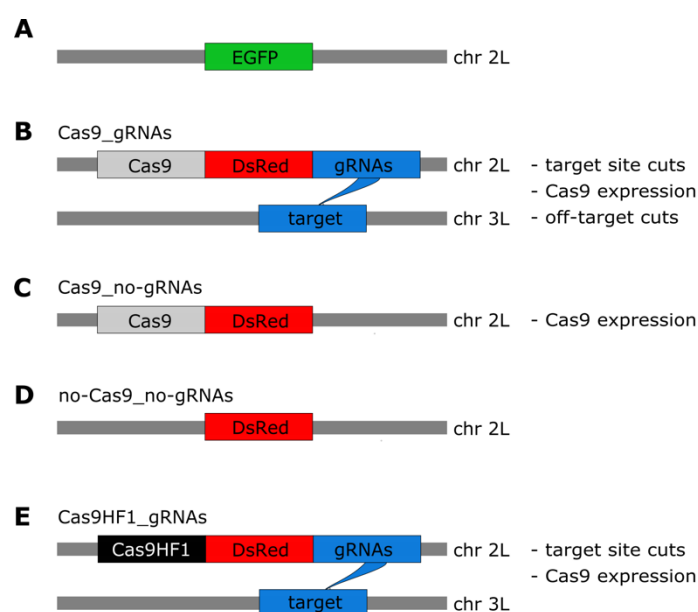 A
EGFP chr 2L
B
Cas9_gRNAs
Cas9 DsRed gRNAs chr 2L - target site cuts
- Cas9 expression
target chr 3L - off-target cuts
C
Cas9_no-gRNAs
Cas9 DsRed chr 2L - Cas9 expression
D
no-Cas9_no-gRNAs
DsRed chr 2L
E
Cas9HF1_gRNAs
Cas9HF1 DsRed gRNAs chr 2L - target site cuts
- Cas9 expression
target chr 3L